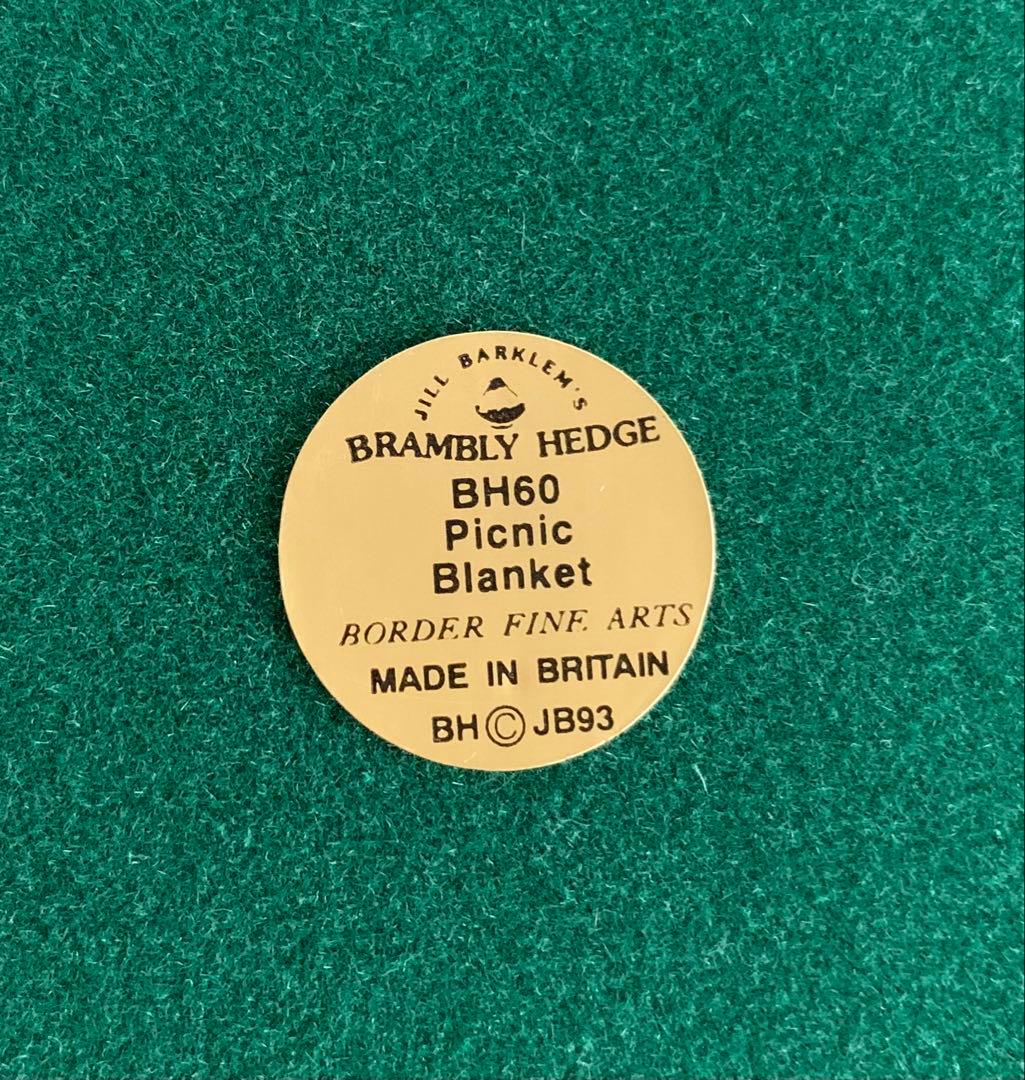 JILL BARKLEM'S
BRAMBLY HEDGE
BH60
Picnic
Blanket
BORDER FINE ARTS
MADE IN BRITAIN
BH © JB93